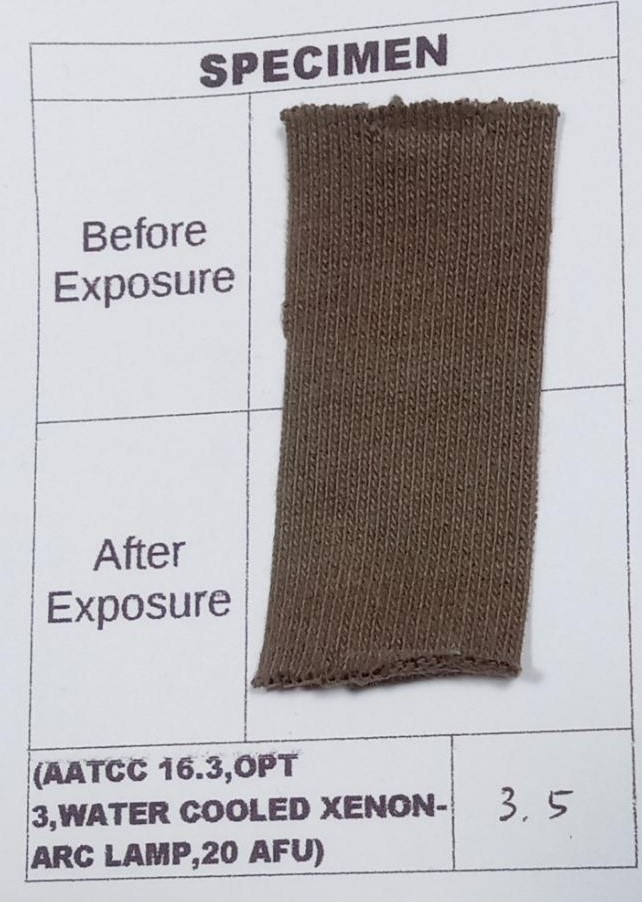 SPECIMEN
Before
Exposure
After
Exposure
(AATCC 16.3,OPT
3,WATER COOLED XENON-
ARC LAMP,20 AFU)
3.5